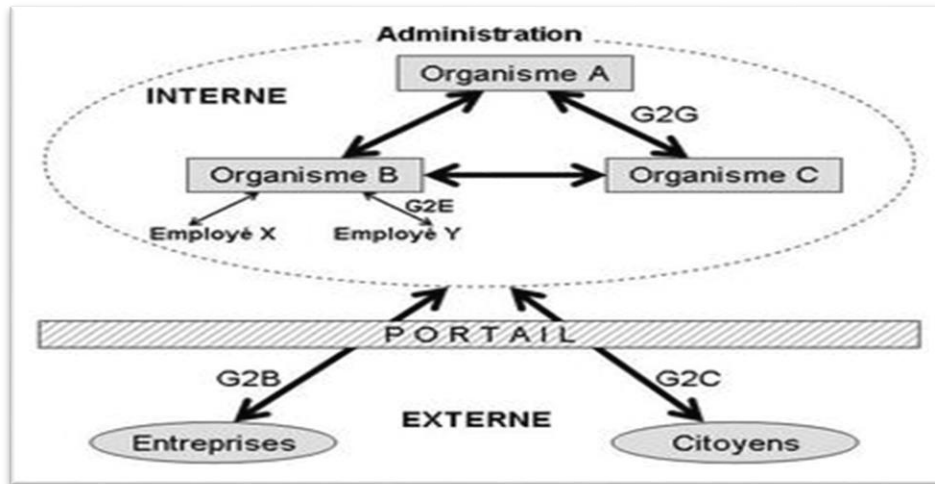 Administration
Organisme A
INTERNE
G2G
Organisme B
Organisme C
G2E
Employé X
Employé Y
PORTAIL
G2B
G2C
EXTERNE
Entreprises
Citoyens